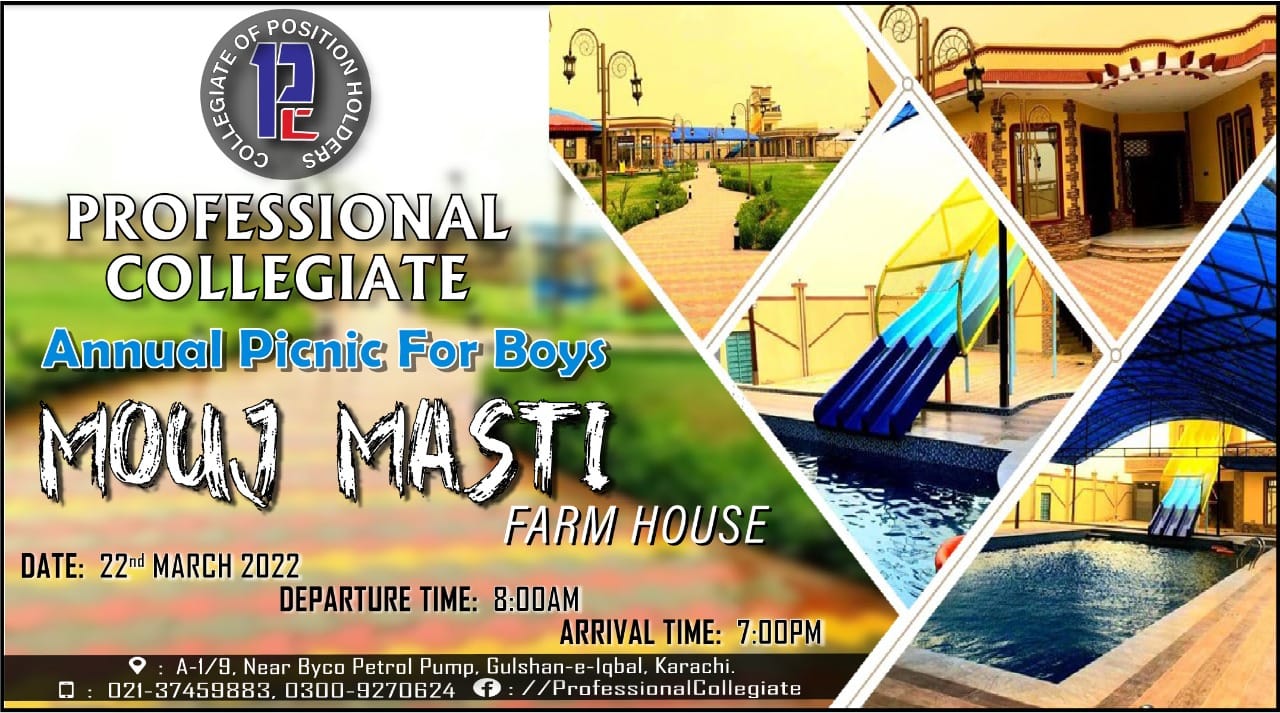 COLLEGIATE OF POSITION HOLDERS
PROFESSIONAL
COLLEGIATE
Annual Picnic For Boys
MOUJ MASTI
FARM HOUSE
DATE: 22nd MARCH 2022
DEPARTURE TIME: 8:00AM
ARRIVAL TIME: 7:00PM
: A-1/9, Near Byco Petrol Pump, Gulshan-e-Iqbal, Karachi.
: 021-37459883, 0300-9270624 f : //ProfessionalCollegiate